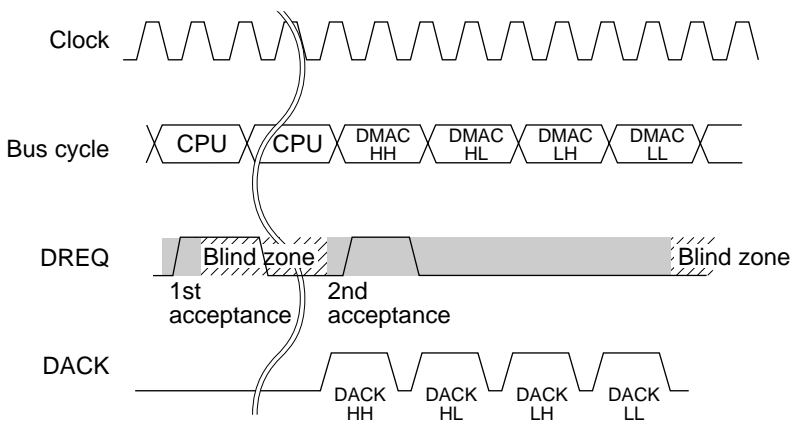 Clock
Bus cycle
CPU
CPU
DMAC
HH
DMAC
HL
DMAC
LH
DMAC
LL
DREQ
Blind zone
Blind zone
1st
acceptance
2nd
acceptance
DACK
DACK
HH
DACK
HL
DACK
LH
DACK
LL